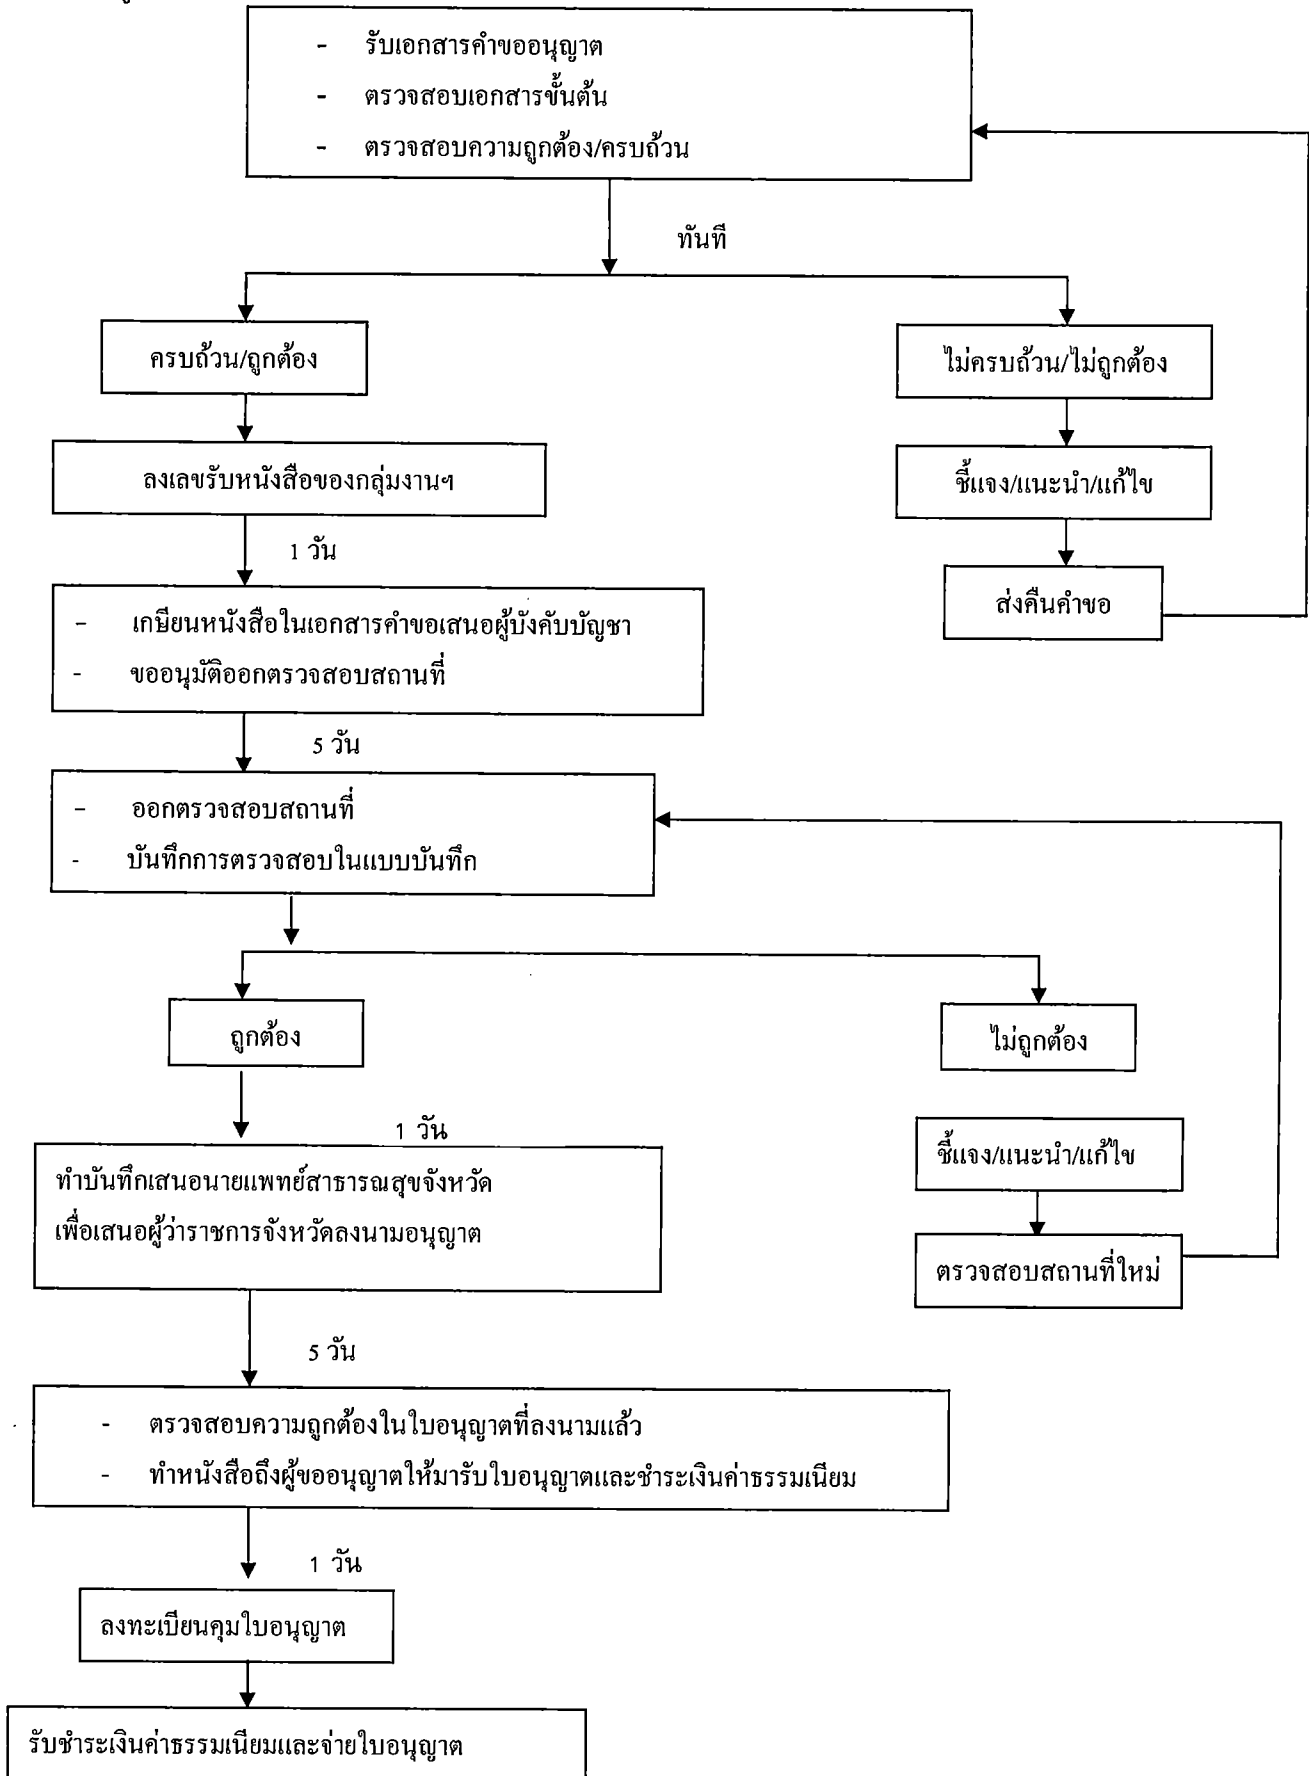 - รับเอกสารคำขออนุญาต
- ตรวจสอบเอกสารขั้นต้น
- ตรวจสอบความถูกต้อง/ครบถ้วน
ทันที
ครบถ้วน/ถูกต้อง
ไม่ครบถ้วน/ไม่ถูกต้อง
ลงเลขรับหนังสือของกลุ่มงานฯ
ชี้แจง/แนะนำ/แก้ไข
1 วัน
ส่งคืนคำขอ
- เกษียนหนังสือในเอกสารคำขอเสนอผู้บังคับบัญชา
- ขออนุมัติออกตรวจสอบสถานที่
5 วัน
- ออกตรวจสอบสถานที่
- บันทึกการตรวจสอบในแบบบันทึก
ถูกต้อง
ไม่ถูกต้อง
1 วัน
ชี้แจง/แนะนำ/แก้ไข
ทำบันทึกเสนอนายแพทย์สาธารณสุขจังหวัด
เพื่อเสนอผู้ว่าราชการจังหวัดลงนามอนุญาต
ตรวจสอบสถานที่ใหม่
5 วัน
- ตรวจสอบความถูกต้องในใบอนุญาตที่ลงนามแล้ว
- ทำหนังสือถึงผู้ขออนุญาตให้มารับใบอนุญาตและชำระเงินค่าธรรมเนียม
1 วัน
ลงทะเบียนคุมใบอนุญาต
รับชำระเงินค่าธรรมเนียมและจ่ายใบอนุญาต